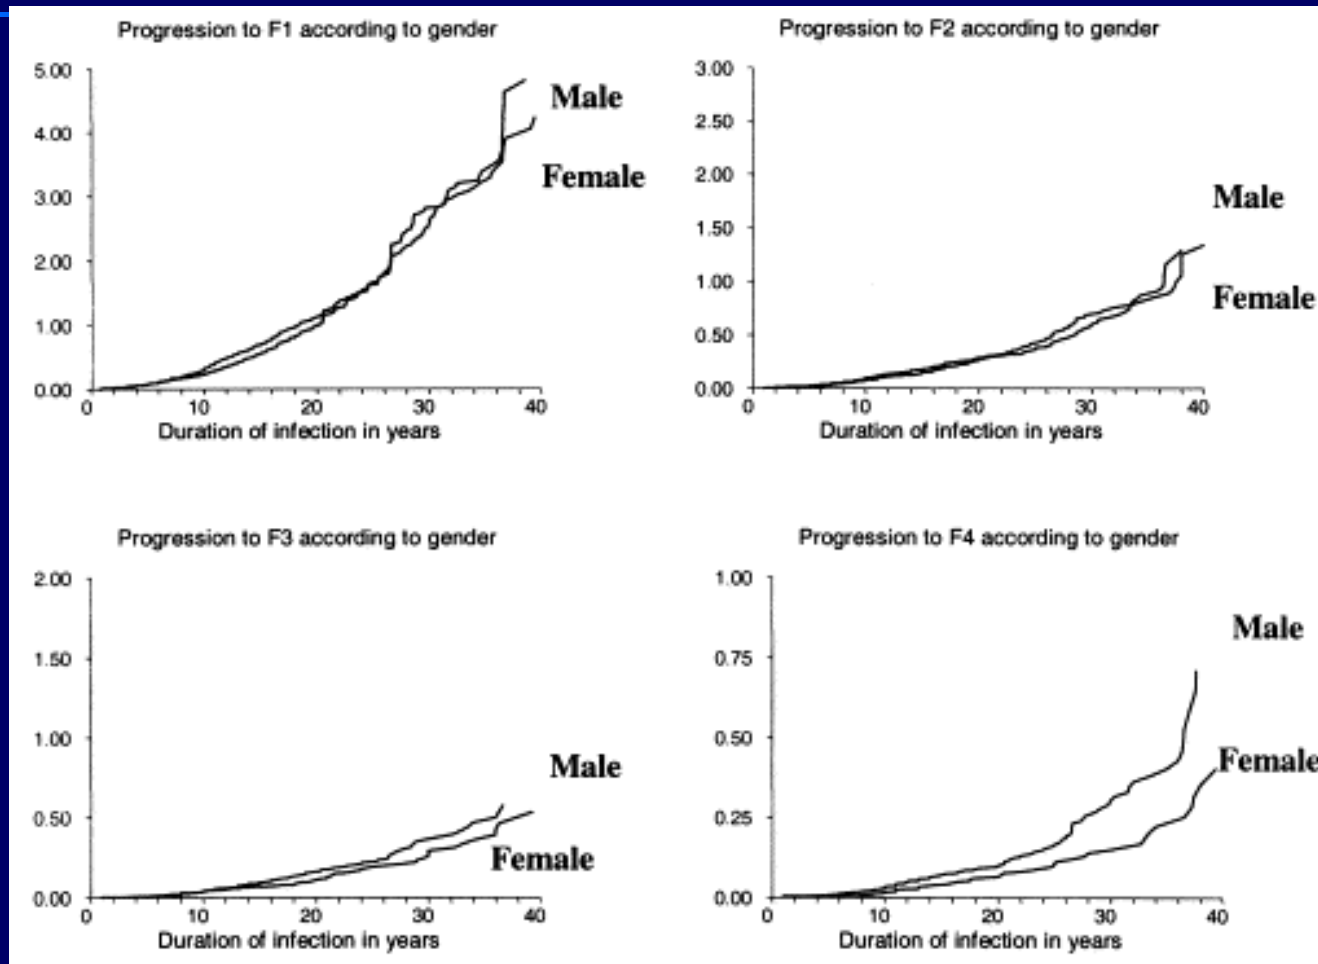 Progression to F1 according to gender
5.00
4.00
3.00
2.00
1.00
0.00
0 10 20 30 40
Duration of infection in years
Male
Female
Progression to F2 according to gender
3.00
2.50
2.00
1.50
1.00
0.50
0.00
0 10 20 30 40
Duration of infection in years
Male
Female
Progression to F3 according to gender
2.00
1.50
1.00
0.50
0.00
0 10 20 30 40
Duration of infection in years
Male
Female
Progression to F4 according to gender
1.00
0.75
0.50
0.25
0.00
0 10 20 30 40
Duration of infection in years
Male
Female